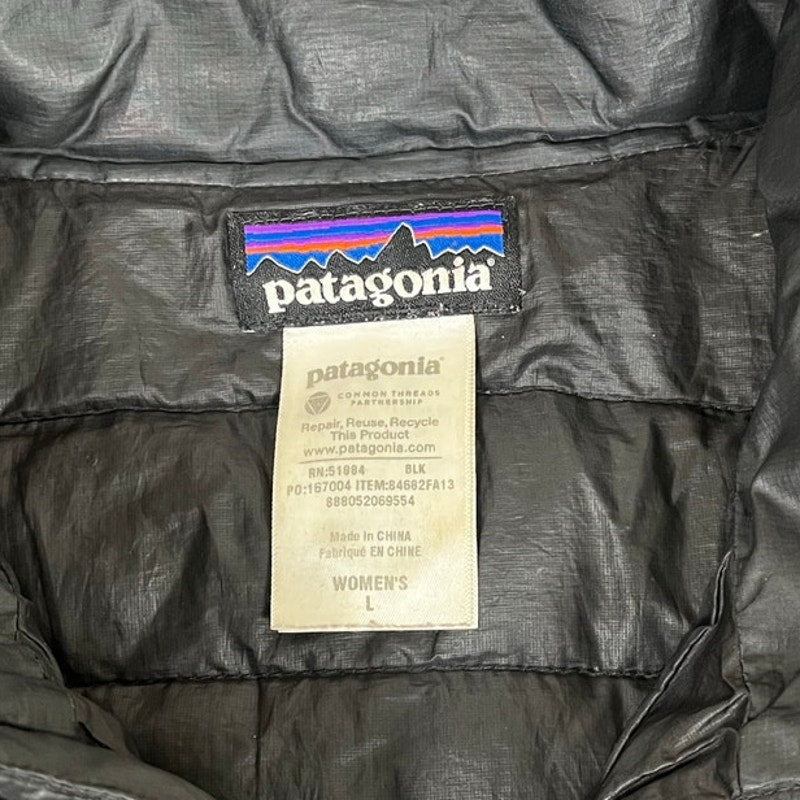 patagonia®
patagonia®
COMMON THREADS
PARTNERSHIP
Repair, Reuse, Recycle
This Product
www.patagonia.com
RN:51884 BLK
PO:167004 ITEM:84682FA13
888052069554
Made in CHINA
Fabriqué EN CHINE
WOMEN'S
L